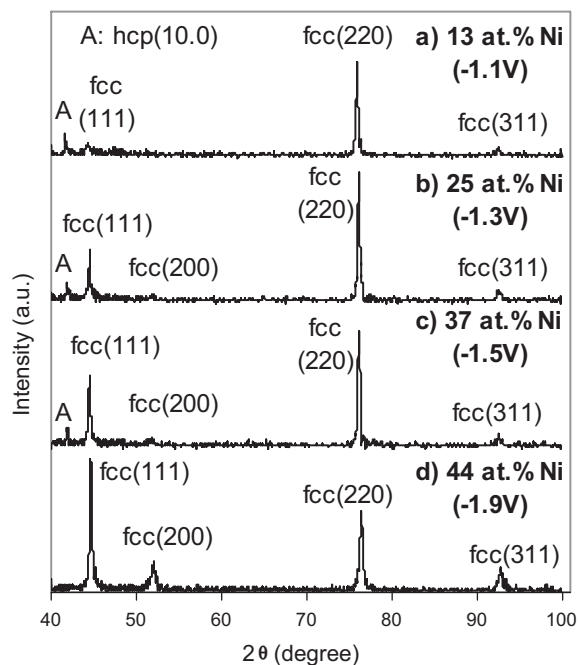 A: hcp(10.0)
fcc(220)
a) 13 at.% Ni
(-1.1V)
fcc
(111)
A
fcc(311)
b) 25 at.% Ni
(-1.3V)
fcc
(220)
fcc(111)
A
fcc(200)
fcc(311)
c) 37 at.% Ni
(-1.5V)
fcc
(220)
fcc(111)
A
fcc(200)
fcc(311)
d) 44 at.% Ni
(-1.9V)
fcc(111)
fcc(220)
fcc(200)
fcc(311)
40 50 60 70 80 90 100
2θ (degree)
Intensity (a.u.)